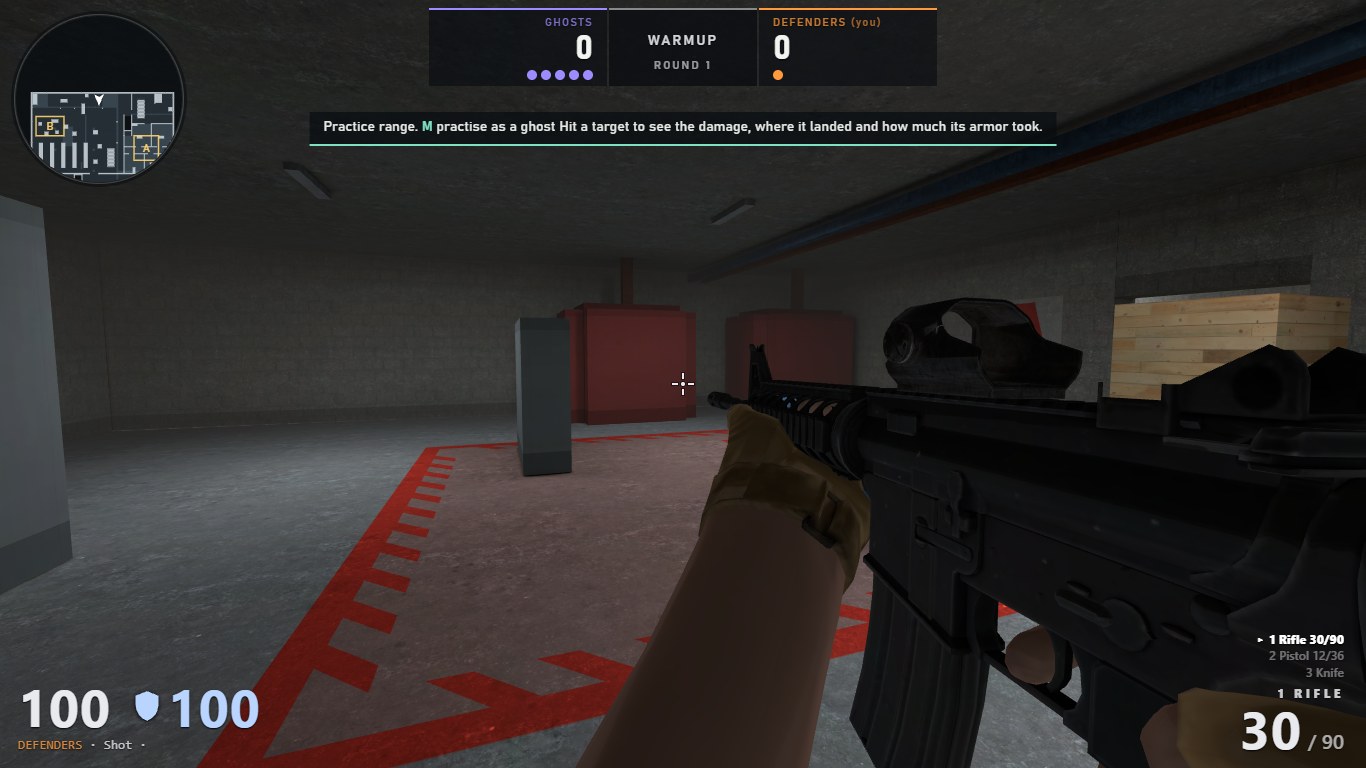 GHOSTS
0
WARMUP
ROUND 1
DEFENDERS (you)
0
B
A
Practice range. M practise as a ghost Hit a target to see the damage, where it landed and how much its armor took.
▸ 1 Rifle 30/90
2 Pistol 12/36
3 Knife
1 RIFLE
30 / 90
100 100
DEFENDERS · Shot ·